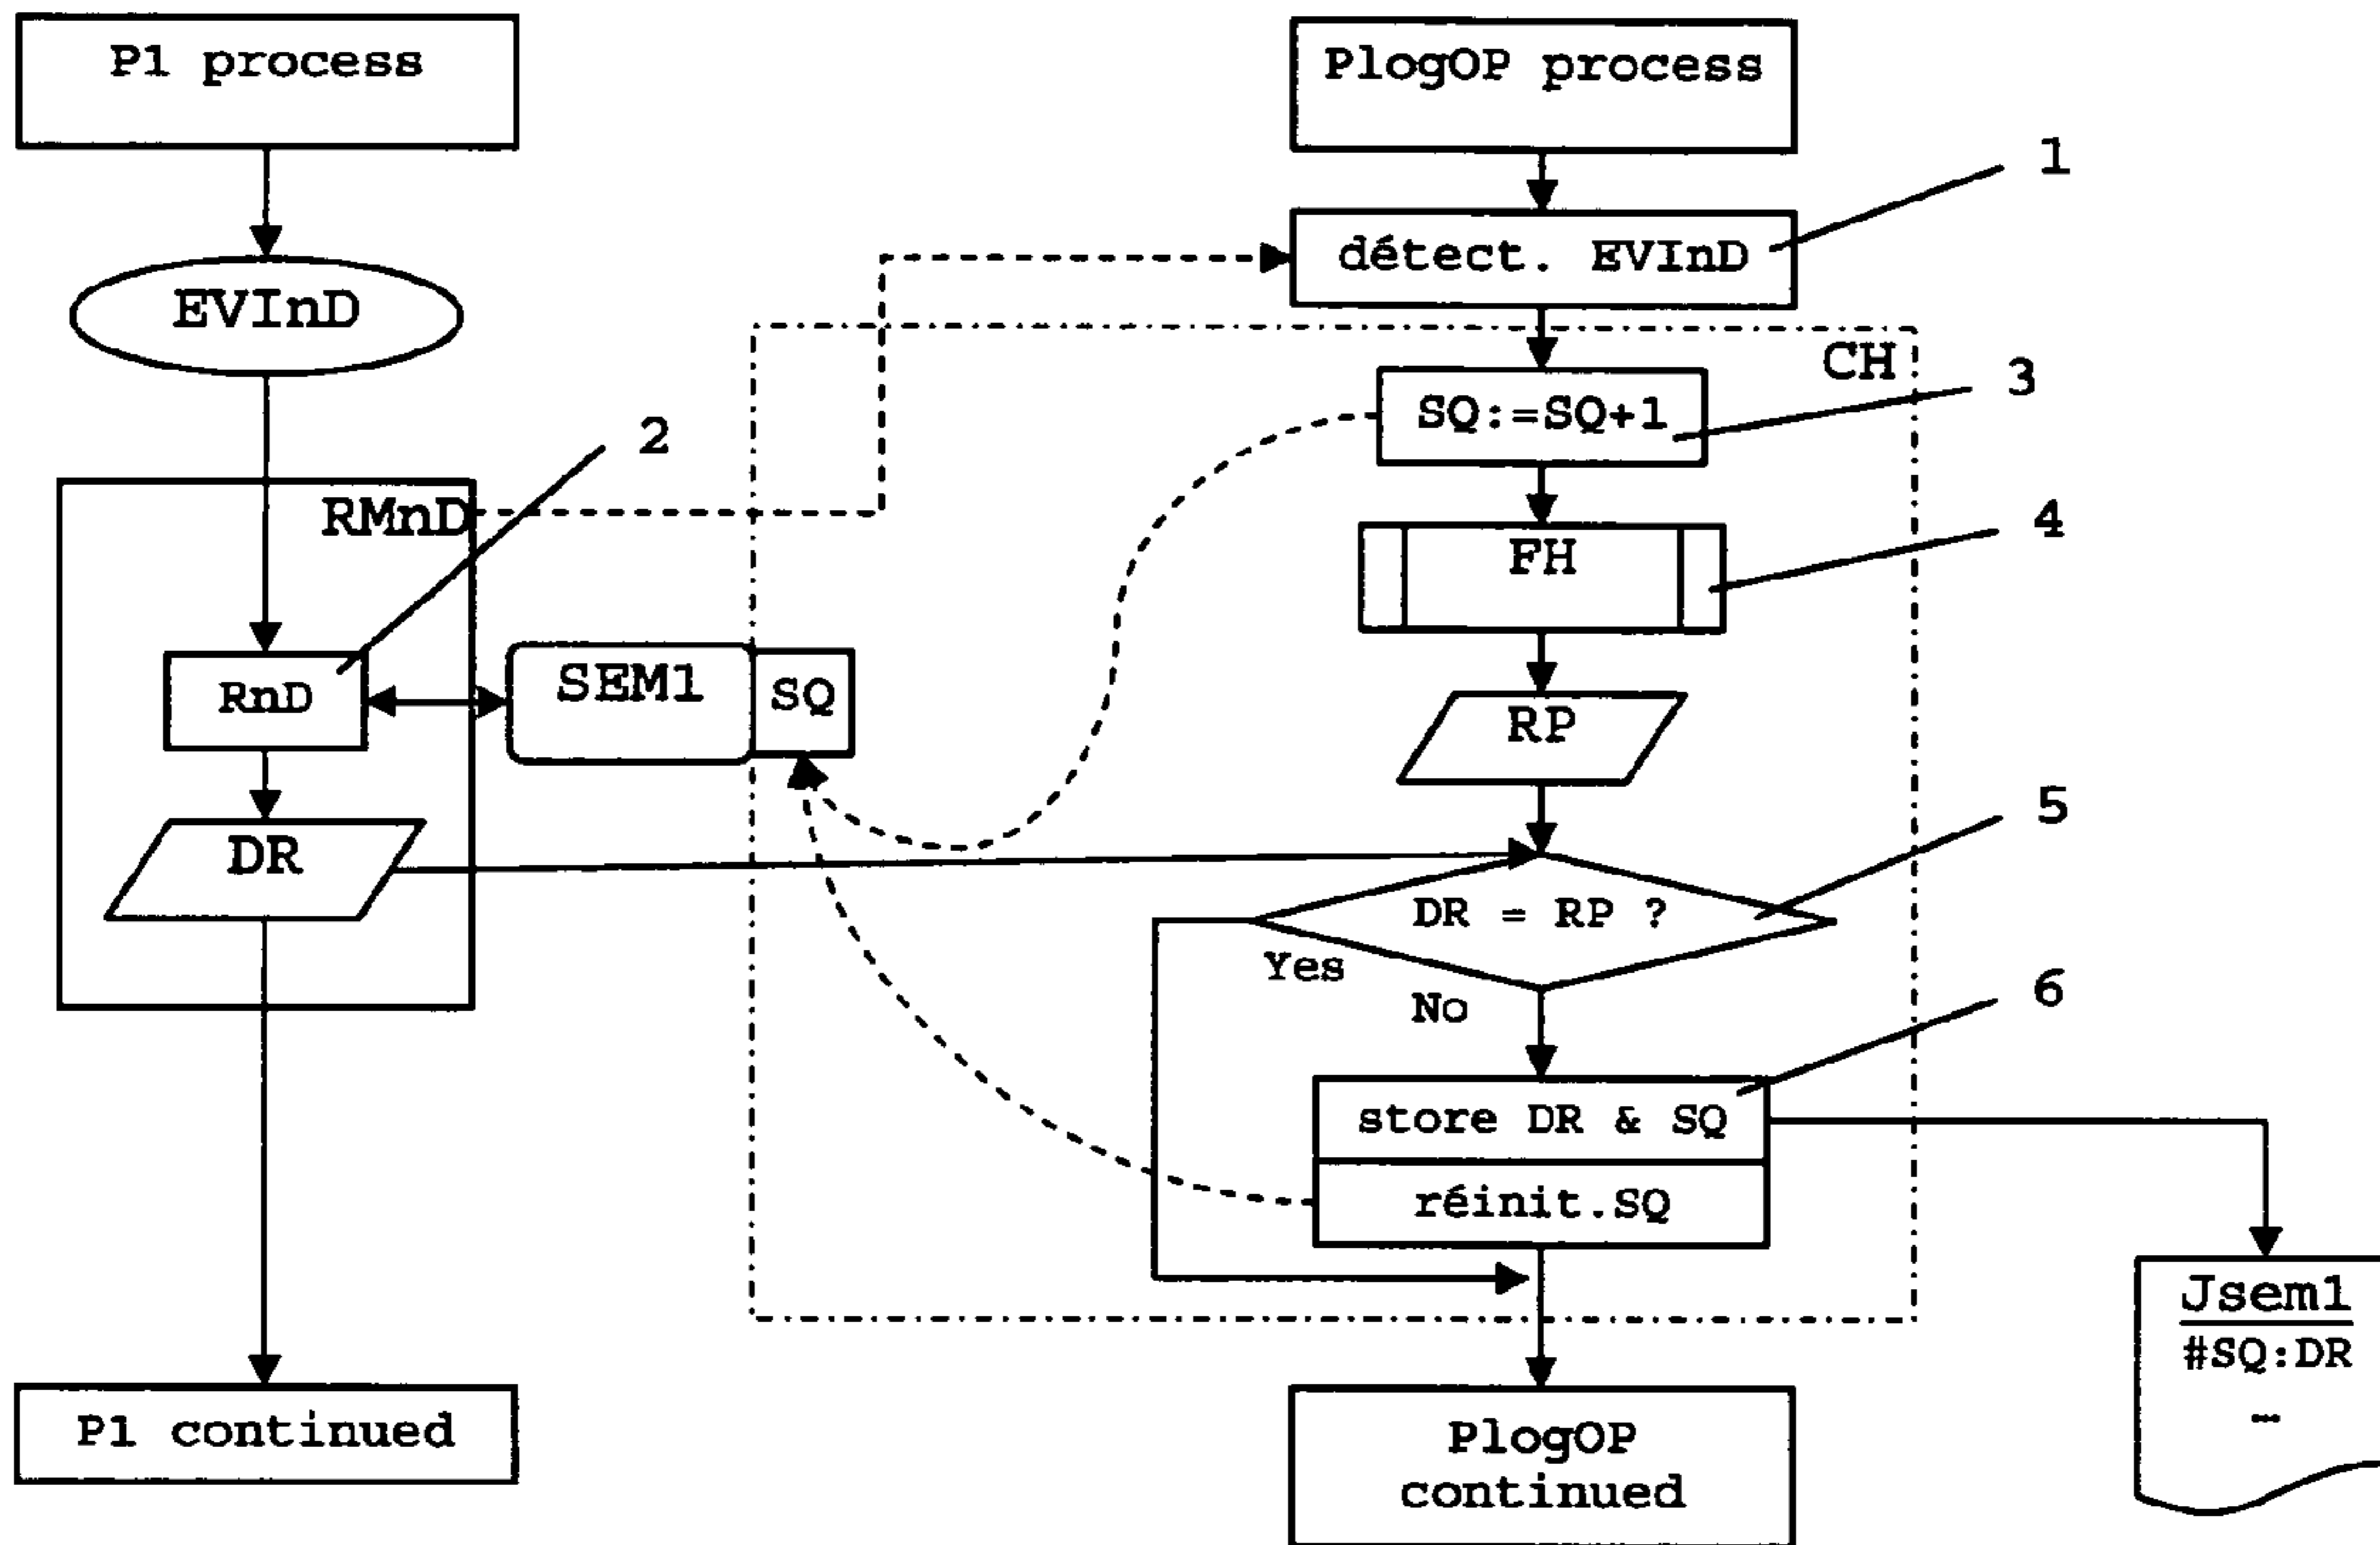 P1 process
PlogOP process
1
détect. EVInD
EVInD
CH
3
SQ:=SQ+1
2
RMnD
4
FH
SEM1
SQ
RnD
RP
5
DR
DR = RP ?
Yes
6
No
store DR & SQ
réinit.SQ
Jsem1
#SQ:DR
…
P1 continued
PlogOP
continued